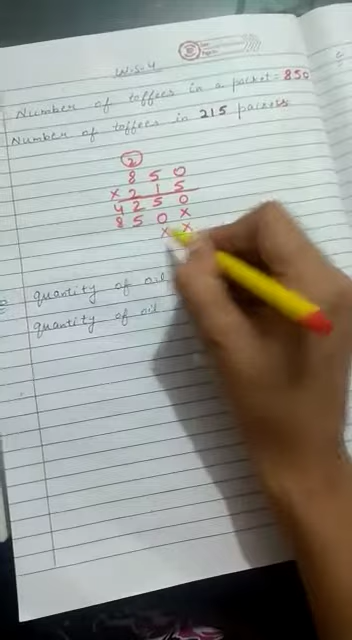 W.S-4
Number of toffees in a packet = 850
Number of toffees in 215 packets
2
8 5 0
x 2 1 5
4 2 5 0
8 5 0 x
x x
quantity of oil
quantity of oil